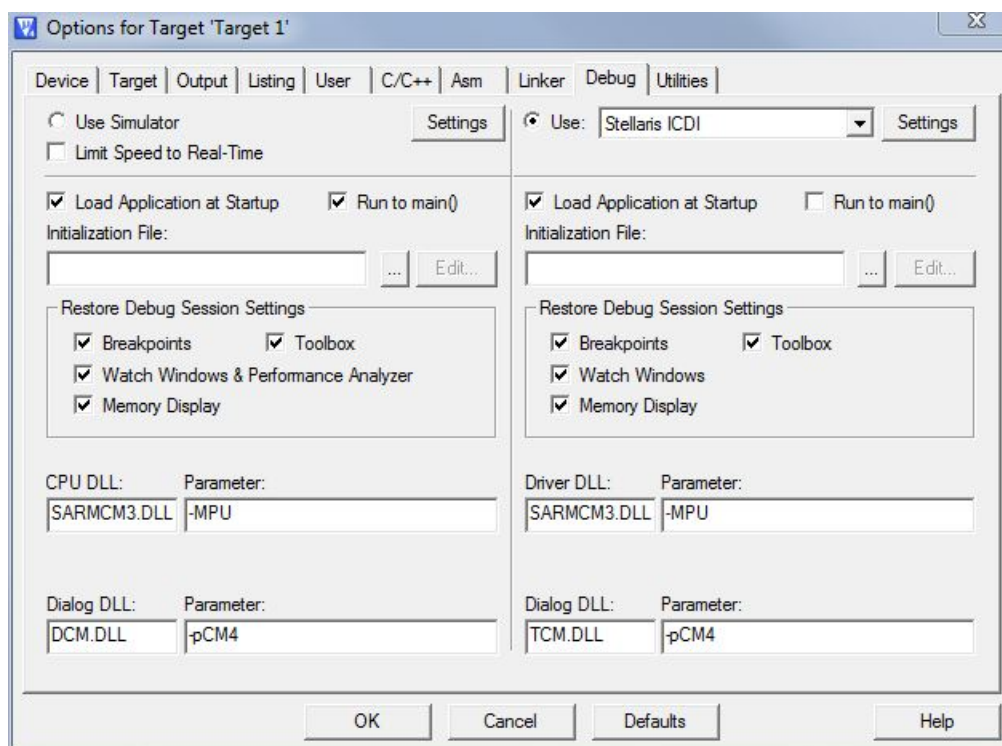 Options for Target 'Target 1'
Device Target Output Listing User C/C++ Asm Linker Debug Utilities
Use Simulator Settings
Limit Speed to Real-Time
Use: Stellaris ICDI Settings
Load Application at Startup Run to main()
Initialization File:
... Edit...
Restore Debug Session Settings
Breakpoints Toolbox
Watch Windows & Performance Analyzer
Memory Display
CPU DLL: Parameter:
SARMCM3.DLL -MPU
Dialog DLL: Parameter:
DCM.DLL -pCM4
Load Application at Startup Run to main()
Initialization File:
... Edit...
Restore Debug Session Settings
Breakpoints Toolbox
Watch Windows
Memory Display
Driver DLL: Parameter:
SARMCM3.DLL -MPU
Dialog DLL: Parameter:
TCM.DLL -pCM4
OK Cancel Defaults Help